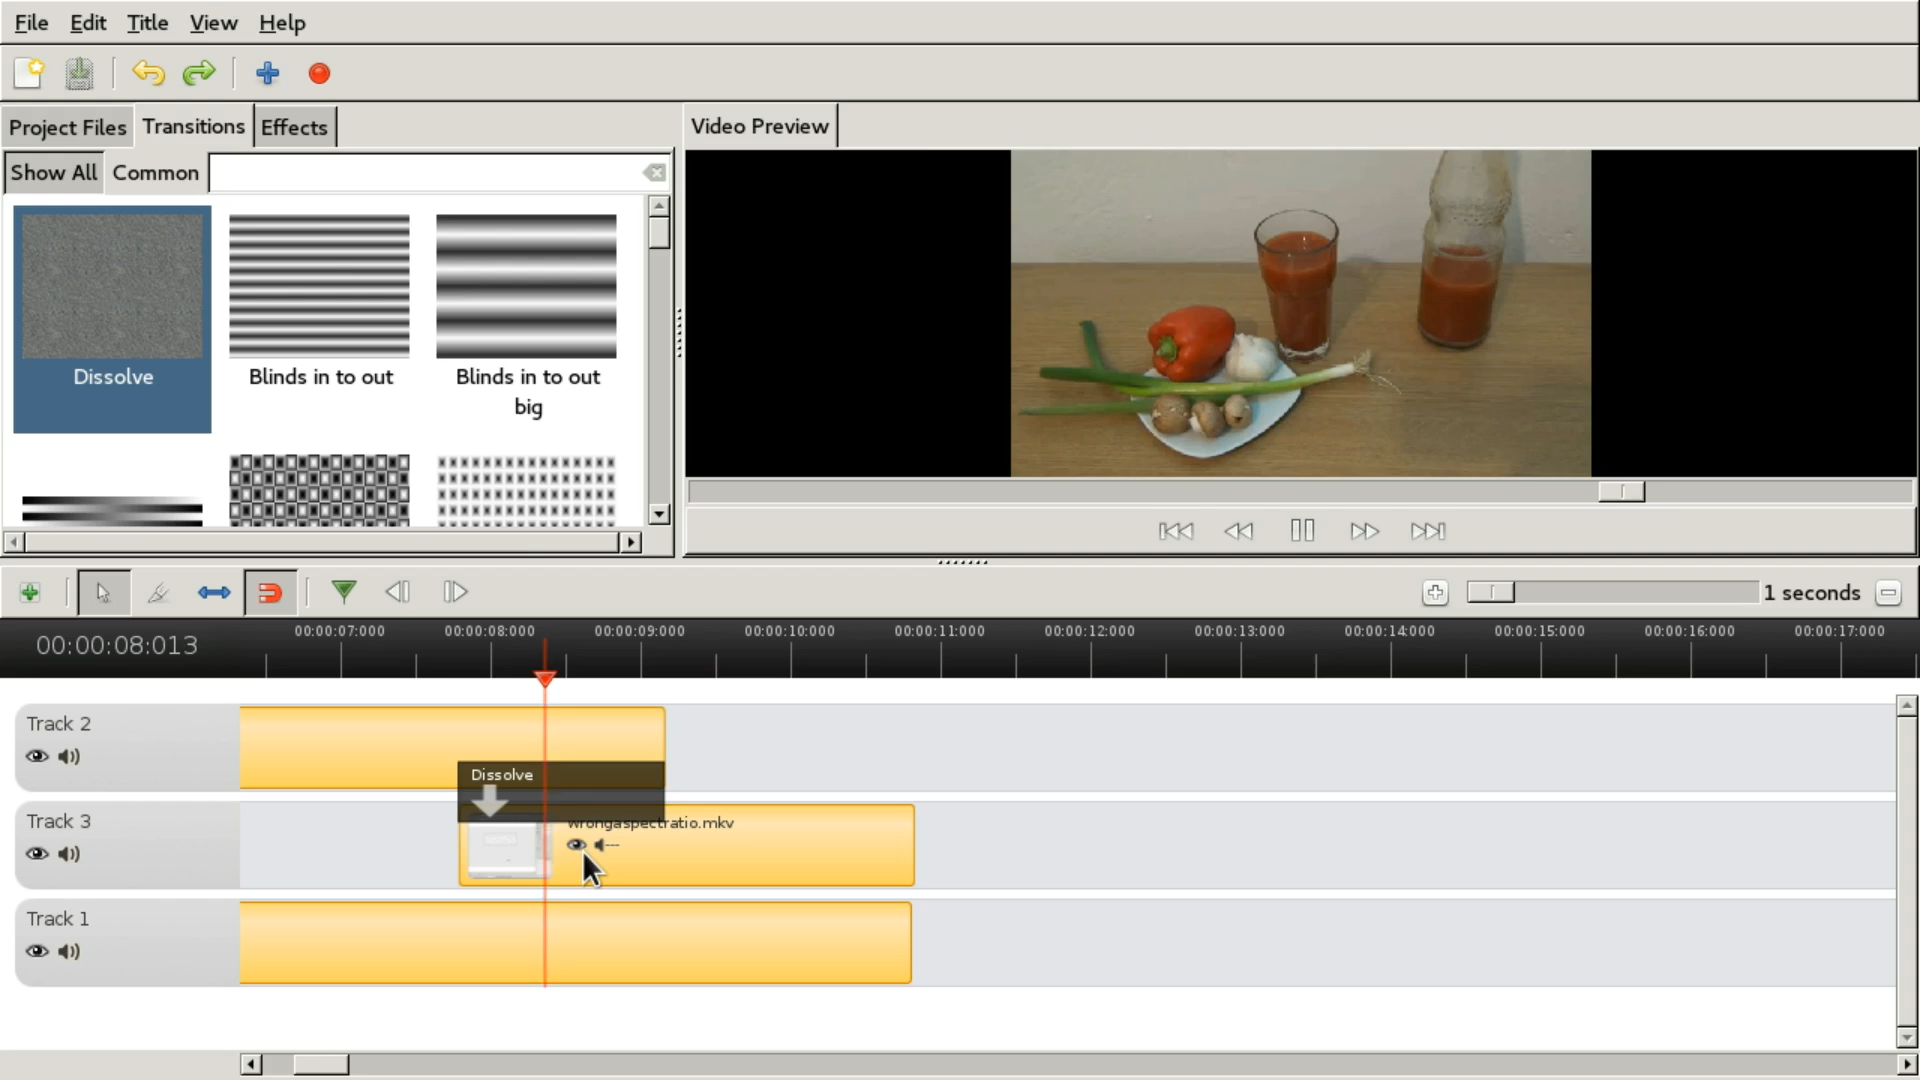 File Edit Title View Help
Project Files Transitions Effects
Video Preview
Show All Common
Dissolve
Blinds in to out
Blinds in to out
big
1 seconds
00:00:08:013
00:00:07:000 00:00:08:000 00:00:09:000 00:00:10:000 00:00:11:000 00:00:12:000 00:00:13:000 00:00:14:000 00:00:15:000 00:00:16:000 00:00:17:000
Track 2
Dissolve
Track 3
wrongaspectratio.mkv
Track 1